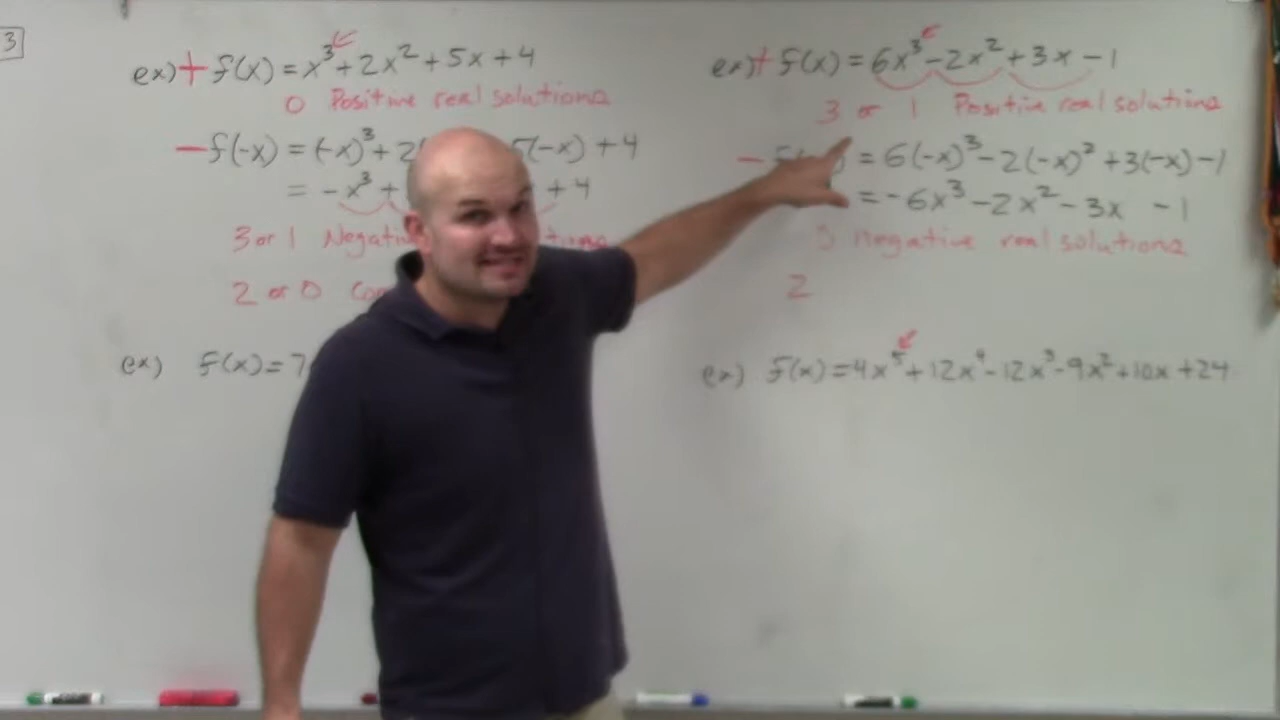 3
ex) + f(x) = x³ + 2x² + 5x + 4
0 Positive real solutions
- f(-x) = (-x)³ + 2 5(-x) + 4
= -x³ + + 4
3 or 1
2 or 0
ex) f(x) = 7
ex) + f(x) = 6x³ - 2x² + 3x - 1
3 or 1 Positive real solutions
- = 6(-x)³ - 2(-x)² + 3(-x) - 1
= -6x³ - 2x² - 3x - 1
negative real solutions
2
ex) f(x) = 4x⁵ + 12x⁴ - 12x³ - 9x² + 10x + 24